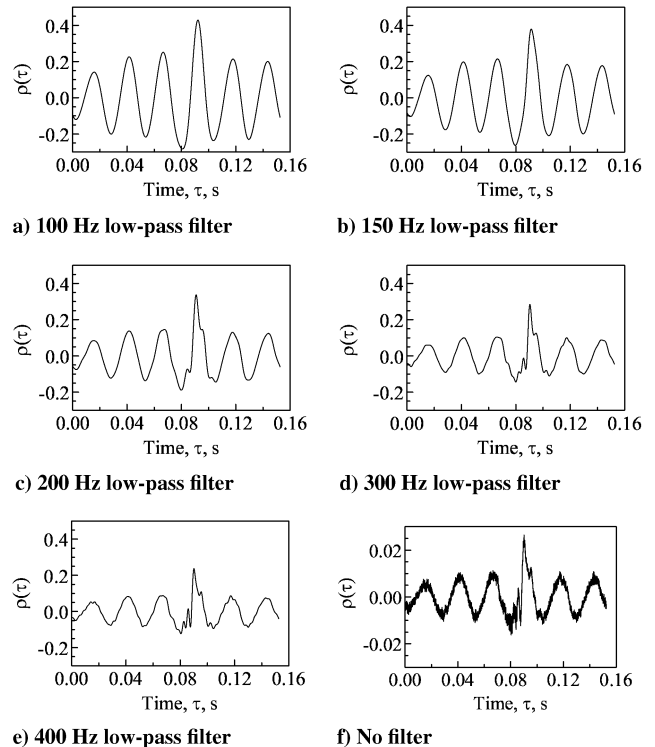 0.4
0.2
0.0
-0.2
ρ(τ)
0.00 0.04 0.08 0.12 0.16
Time, τ, s
a) 100 Hz low-pass filter
0.4
0.2
0.0
-0.2
ρ(τ)
0.00 0.04 0.08 0.12 0.16
Time, τ, s
b) 150 Hz low-pass filter
0.4
0.2
0.0
-0.2
ρ(τ)
0.00 0.04 0.08 0.12 0.16
Time, τ, s
c) 200 Hz low-pass filter
0.4
0.2
0.0
-0.2
ρ(τ)
0.00 0.04 0.08 0.12 0.16
Time, τ, s
d) 300 Hz low-pass filter
0.4
0.2
0.0
-0.2
ρ(τ)
0.00 0.04 0.08 0.12 0.16
Time, τ, s
e) 400 Hz low-pass filter
0.02
0.00
-0.02
ρ(τ)
0.00 0.04 0.08 0.12 0.16
Time, τ, s
f) No filter